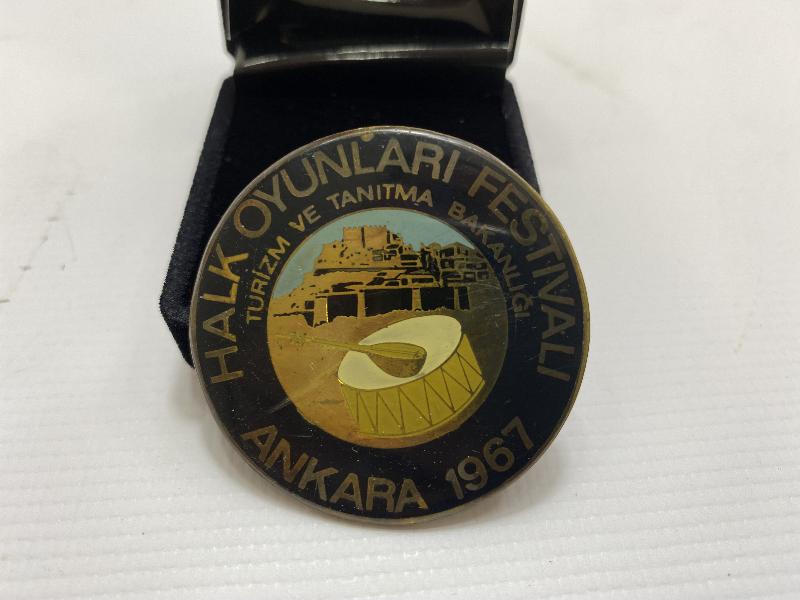 HALK OYUNLARI FESTİVALİ
TURİZM VE TANITMA BAKANLIĞI
ANKARA 1967